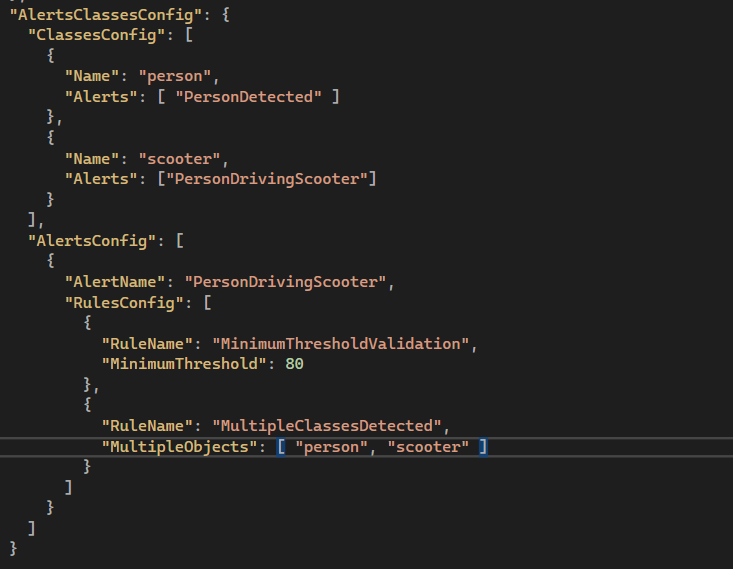 "AlertsClassesConfig": {
"ClassesConfig": [
{
"Name": "person",
"Alerts": [ "PersonDetected" ]
},
{
"Name": "scooter",
"Alerts": ["PersonDrivingScooter"]
}
],
"AlertsConfig": [
{
"AlertName": "PersonDrivingScooter",
"RulesConfig": [
{
"RuleName": "MinimumThresholdValidation",
"MinimumThreshold": 80
},
{
"RuleName": "MultipleClassesDetected",
"MultipleObjects": [ "person", "scooter" ]
}
]
}
]
}